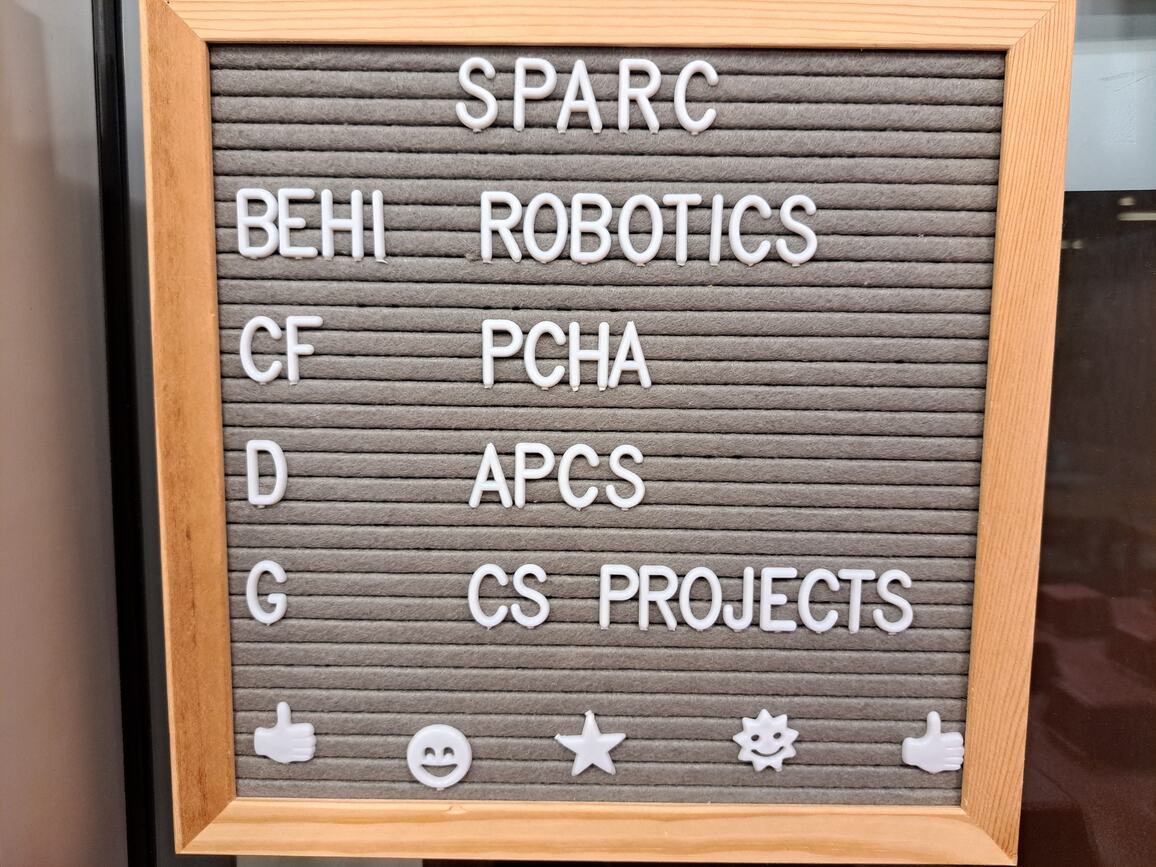 SPARC
BEHI ROBOTICS
CF PCHA
D APCS
G CS PROJECTS